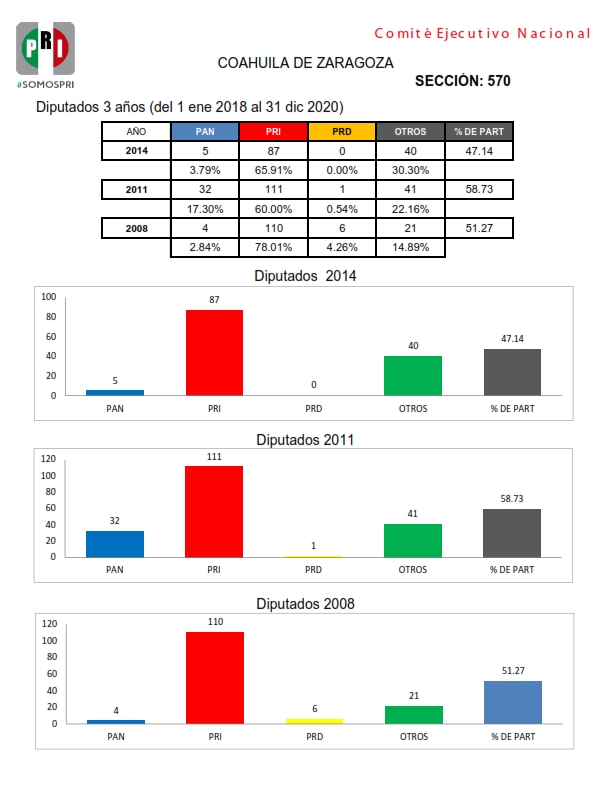 PRI
#SOMOSPRI
Comité Ejecutivo Nacional
COAHUILA DE ZARAGOZA
SECCIÓN: 570
Diputados 3 años (del 1 ene 2018 al 31 dic 2020)
AÑO PAN PRI PRD OTROS % DE PART
2014 5 87 0 40 47.14
3.79% 65.91% 0.00% 30.30%
2011 32 111 1 41 58.73
17.30% 60.00% 0.54% 22.16%
2008 4 110 6 21 51.27
2.84% 78.01% 4.26% 14.89%
Diputados 2014
100
80
60
40
20
0
5 87 0 40 47.14
PAN PRI PRD OTROS % DE PART
Diputados 2011
120
100
80
60
40
20
0
32 111 1 41 58.73
PAN PRI PRD OTROS % DE PART
Diputados 2008
120
100
80
60
40
20
0
4 110 6 21 51.27
PAN PRI PRD OTROS % DE PART